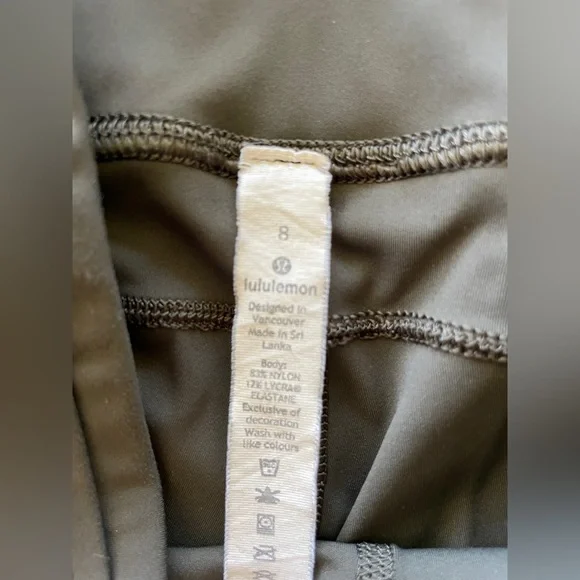 8
lululemon
Designed in
Vancouver
Made in Sri
Lanka
Body:
83% NYLON
17% LYCRA®
ELASTANE
Exclusive of
decoration
Wash with
like colours